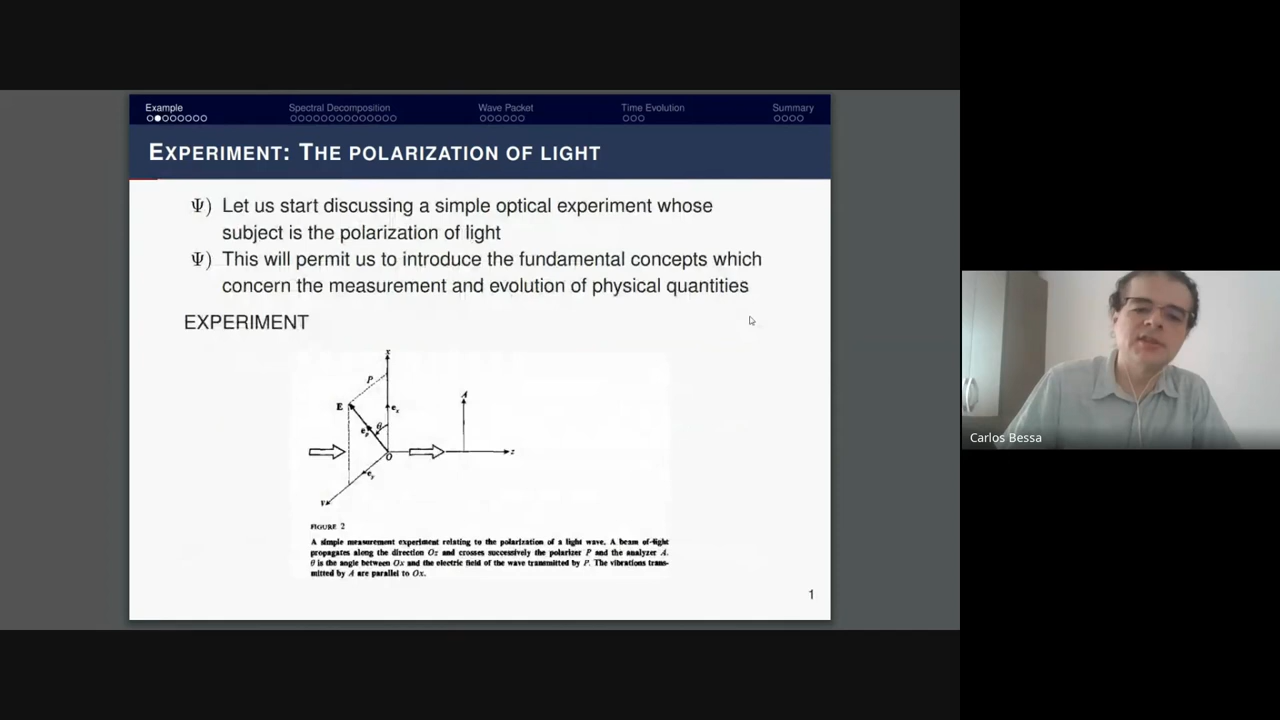 Example Spectral Decomposition Wave Packet Time Evolution Summary
EXPERIMENT: THE POLARIZATION OF LIGHT
Ψ) Let us start discussing a simple optical experiment whose
subject is the polarization of light
Ψ) This will permit us to introduce the fundamental concepts which
concern the measurement and evolution of physical quantities
EXPERIMENT
x
P
A
E
e_x
θ
e_p
O
z
e_y
y
FIGURE 2
A simple measurement experiment relating to the polarization of a light wave. A beam of-light
propagates along the direction Oz and crosses successively the polarizer P and the analyzer A.
θ is the angle between Ox and the electric field of the wave transmitted by P. The vibrations trans-
mitted by A are parallel to Ox.
1
Carlos Bessa